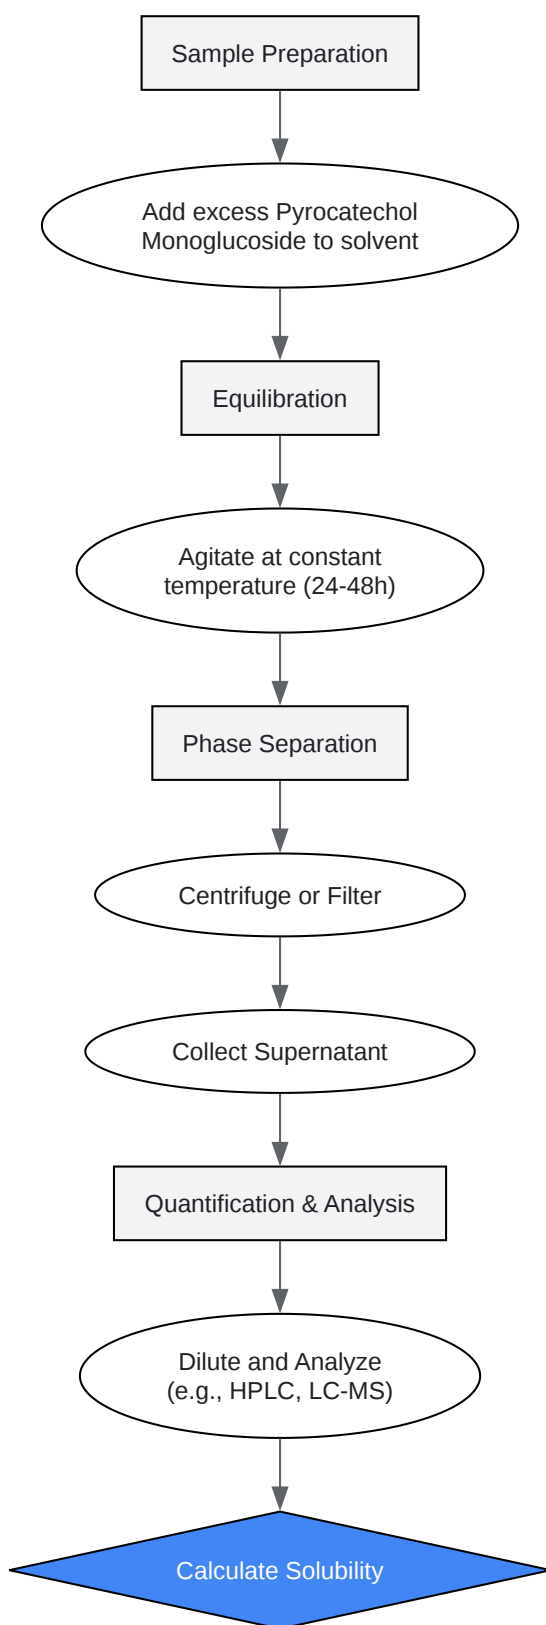 Sample Preparation
Add excess Pyrocatechol
Monoglucoside to solvent
Equilibration
Agitate at constant
temperature (24-48h)
Phase Separation
Centrifuge or Filter
Collect Supernatant
Quantification & Analysis
Dilute and Analyze
(e.g., HPLC, LC-MS)
Calculate Solubility